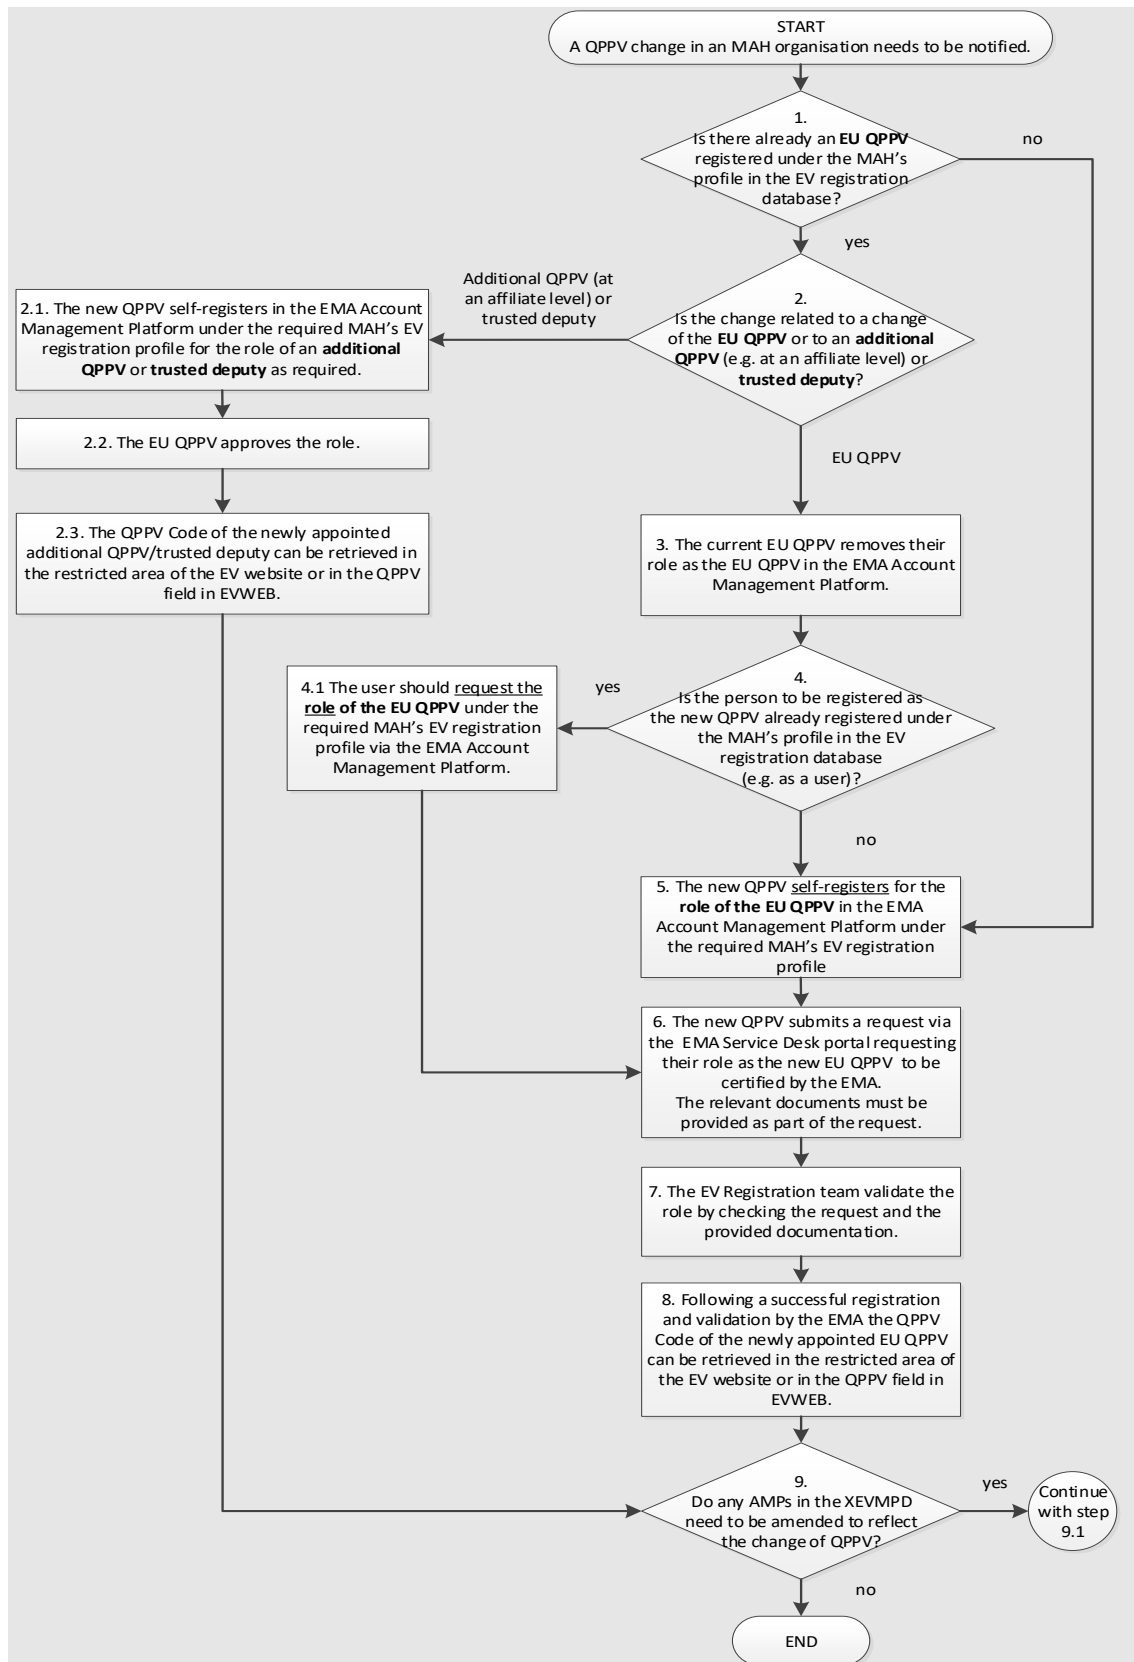 START
A QPPV change in an MAH organisation needs to be notified.
1.
Is there already an EU QPPV
registered under the MAH's
profile in the EV registration
database?
no
yes
Additional QPPV (at
an affiliate level) or
trusted deputy
2.
Is the change related to a change
of the EU QPPV or to an additional
QPPV (e.g. at an affiliate level) or
trusted deputy?
2.1. The new QPPV self-registers in the EMA Account
Management Platform under the required MAH's EV
registration profile for the role of an additional
QPPV or trusted deputy as required.
2.2. The EU QPPV approves the role.
EU QPPV
2.3. The QPPV Code of the newly appointed
additional QPPV/trusted deputy can be retrieved in
the restricted area of the EV website or in the QPPV
field in EVWEB.
3. The current EU QPPV removes their
role as the EU QPPV in the EMA Account
Management Platform.
4.
Is the person to be registered as
the new QPPV already registered under
the MAH's profile in the EV
registration database
(e.g. as a user)?
yes
4.1 The user should request the
role of the EU QPPV under the
required MAH's EV registration
profile via the EMA Account
Management Platform.
no
5. The new QPPV self-registers for the
role of the EU QPPV in the EMA
Account Management Platform under
the required MAH's EV registration
profile
6. The new QPPV submits a request via
the EMA Service Desk portal requesting
their role as the new EU QPPV to be
certified by the EMA.
The relevant documents must be
provided as part of the request.
7. The EV Registration team validate the
role by checking the request and the
provided documentation.
8. Following a successful registration
and validation by the EMA the QPPV
Code of the newly appointed EU QPPV
can be retrieved in the restricted area of
the EV website or in the QPPV field in
EVWEB.
9.
Do any AMPs in the XEVMPD
need to be amended to reflect
the change of QPPV?
yes
Continue
with step
9.1
no
END